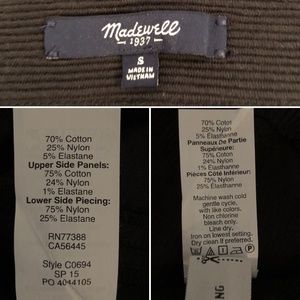 Madewell
1937
S
MADE IN
VIETNAM
70% Cotton
25% Nylon
5% Elastane
Upper Side Panels:
75% Cotton
24% Nylon
1% Elastane
Lower Side Piecing:
75% Nylon
25% Elastane
RN77388
CA56445
Style C0694
SP 15
PO 4044105
70% Coton
25% Nylon
5% Élasthanne
Panneaux De Partie
Supérieure:
75% Coton
24% Nylon
1% Élasthanne
Pièces Côté Inférieur:
75% Nylon
25% Élasthanne
Machine wash cold
gentle cycle,
with like colors.
Non chlorine
bleach only.
Line dry.
Iron on lowest setting.
Dry clean if preferred.